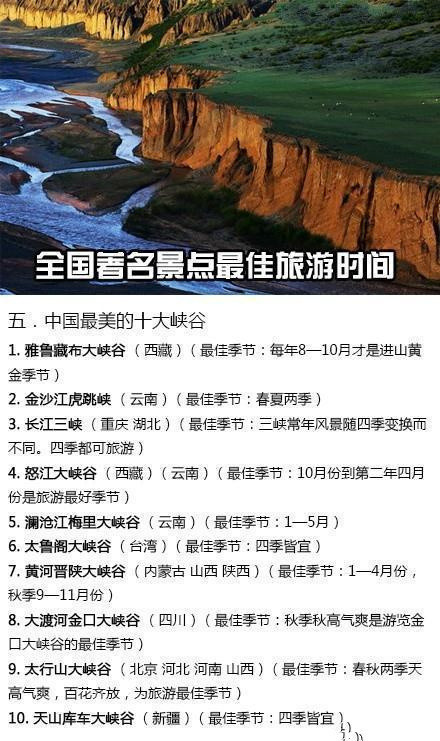 全国著名景点最佳旅游时间
五．中国最美的十大峡谷
1. 雅鲁藏布大峡谷（西藏）（最佳季节：每年8—10月才是进山黄
金季节）
2. 金沙江虎跳峡（云南）（最佳季节：春夏两季）
3. 长江三峡（重庆 湖北）（最佳季节：三峡常年风景随四季变换而
不同。四季都可旅游）
4. 怒江大峡谷（西藏）（云南）（最佳季节：10月份到第二年四月
份是旅游最好季节）
5. 澜沧江梅里大峡谷（云南）（最佳季节：1—5月）
6. 太鲁阁大峡谷（台湾）（最佳季节：四季皆宜）
7. 黄河晋陕大峡谷（内蒙古 山西 陕西）（最佳季节：1—4月份，
秋季9—11月份）
8. 大渡河金口大峡谷（四川）（最佳季节：秋季秋高气爽是游览金
口大峡谷的最佳季节）
9. 太行山大峡谷（北京 河北 河南 山西）（最佳季节：春秋两季天
高气爽，百花齐放，为旅游最佳季节）
10. 天山库车大峡谷（新疆）（最佳季节：四季皆宜）